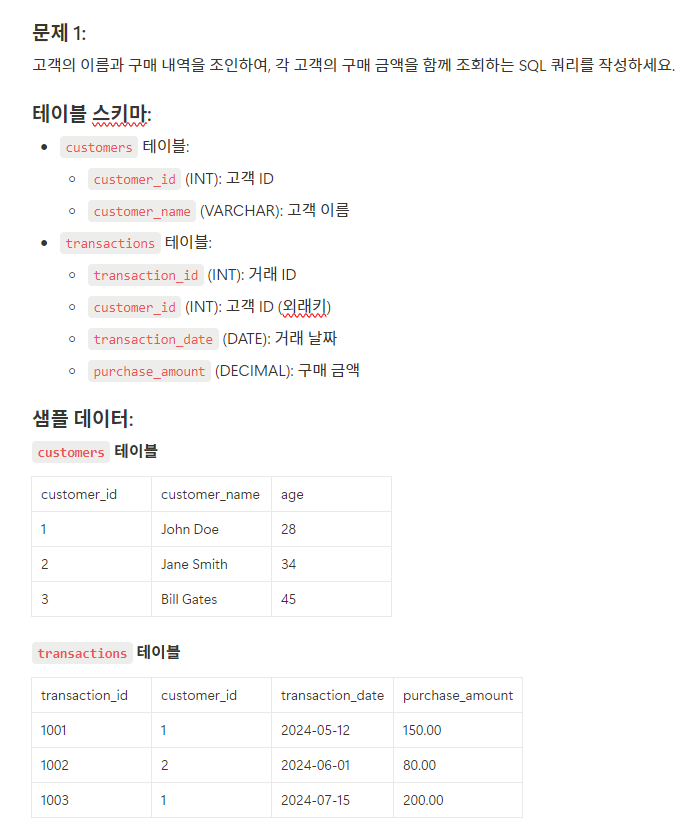 문제 1:
고객의 이름과 구매 내역을 조인하여, 각 고객의 구매 금액을 함께 조회하는 SQL 쿼리를 작성하세요.
테이블 스키마:
customers 테이블:
customer_id (INT): 고객 ID
customer_name (VARCHAR): 고객 이름
transactions 테이블:
transaction_id (INT): 거래 ID
customer_id (INT): 고객 ID (외래키)
transaction_date (DATE): 거래 날짜
purchase_amount (DECIMAL): 구매 금액
샘플 데이터:
customers 테이블
customer_id customer_name age
1 John Doe 28
2 Jane Smith 34
3 Bill Gates 45
transactions 테이블
transaction_id customer_id transaction_date purchase_amount
1001 1 2024-05-12 150.00
1002 2 2024-06-01 80.00
1003 1 2024-07-15 200.00